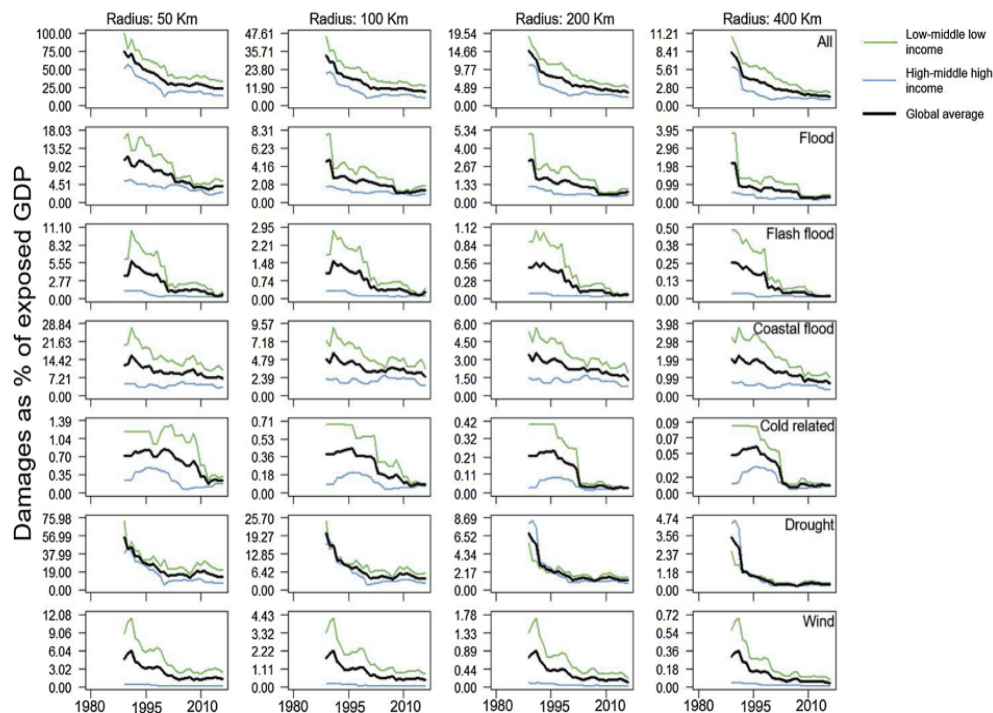 Radius: 50 Km Radius: 100 Km Radius: 200 Km Radius: 400 Km
Low-middle low
income
High-middle high
income
Global average
Damages as % of exposed GDP
All
100.00 47.61 19.54 11.21
75.00 35.71 14.66 8.41
50.00 23.80 9.77 5.61
25.00 11.90 4.89 2.80
0.00 0.00 0.00 0.00
Flood
18.03 8.31 5.34 3.95
13.52 6.23 4.00 2.96
9.02 4.16 2.67 1.98
4.51 2.08 1.33 0.99
0.00 0.00 0.00 0.00
Flash flood
11.10 2.95 1.12 0.50
8.32 2.21 0.84 0.38
5.55 1.48 0.56 0.25
2.77 0.74 0.28 0.13
0.00 0.00 0.00 0.00
Coastal flood
28.84 9.57 6.00 3.98
21.63 7.18 4.50 2.98
14.42 4.79 3.00 1.99
7.21 2.39 1.50 0.99
0.00 0.00 0.00 0.00
Cold related
1.39 0.71 0.42 0.09
1.04 0.53 0.32 0.07
0.70 0.36 0.21 0.05
0.35 0.18 0.11 0.02
0.00 0.00 0.00 0.00
Drought
75.98 25.70 8.69 4.74
56.99 19.27 6.52 3.56
37.99 12.85 4.34 2.37
19.00 6.42 2.17 1.18
0.00 0.00 0.00 0.00
Wind
12.08 4.43 1.78 0.72
9.06 3.32 1.33 0.54
6.04 2.22 0.89 0.36
3.02 1.11 0.44 0.18
0.00 0.00 0.00 0.00
1980 1995 2010 1980 1995 2010 1980 1995 2010 1980 1995 2010